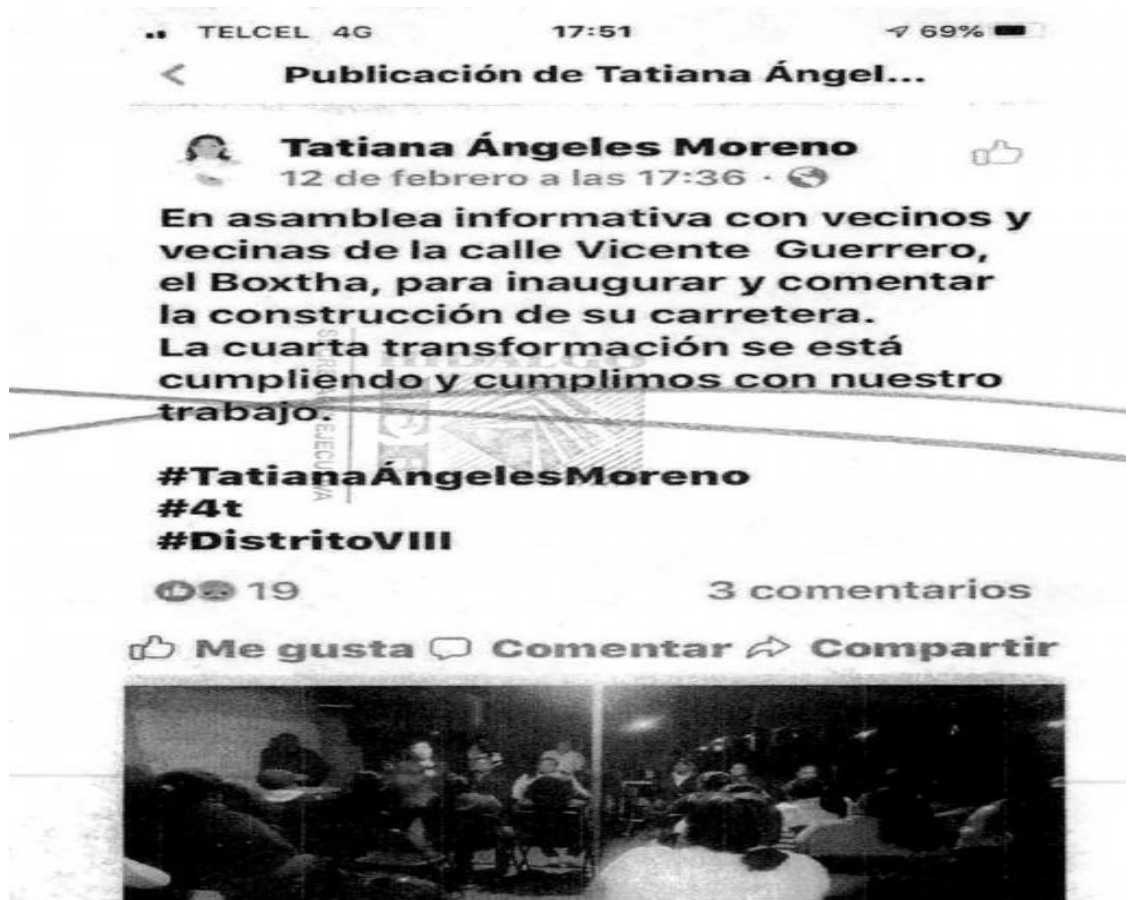 TELCEL 4G 17:51 69%
Publicación de Tatiana Ángel...
Tatiana Ángeles Moreno
12 de febrero a las 17:36 ·
En asamblea informativa con vecinos y
vecinas de la calle Vicente Guerrero,
el Boxtha, para inaugurar y comentar
la construcción de su carretera.
La cuarta transformación se está
cumpliendo y cumplimos con nuestro
trabajo.
#TatianaÁngelesMoreno
#4t
#DistritoVIII
19 3 comentarios
Me gusta Comentar Compartir
HIDALGO
EJECUTIVA